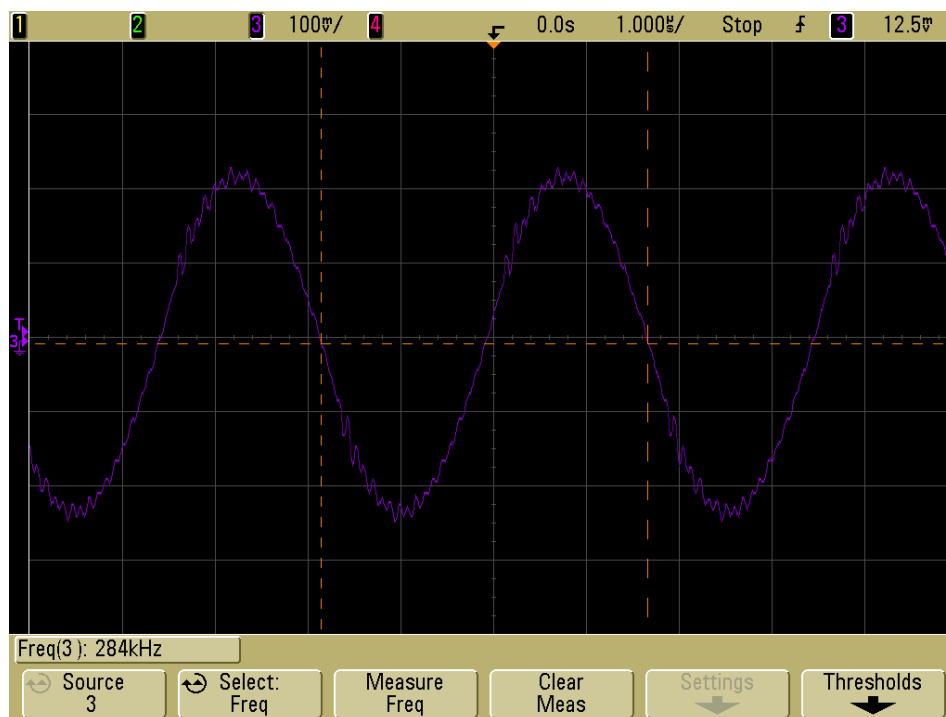 1 2 3 100mV/ 4 0.0s 1.000µs/ Stop 3 12.5mV
T
3
Freq(3): 284kHz
Source Select: Measure Clear Settings Thresholds
3 Freq Freq Meas